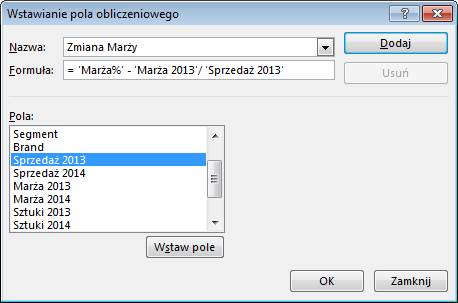 Wstawianie pola obliczeniowego
Nazwa: Zmiana Marży Dodaj
Formuła: = 'Marża%' - 'Marża 2013'/ 'Sprzedaż 2013' Usuń
Pola:
Segment
Brand
Sprzedaż 2013
Sprzedaż 2014
Marża 2013
Marża 2014
Sztuki 2013
Sztuki 2014
Wstaw pole
OK Zamknij